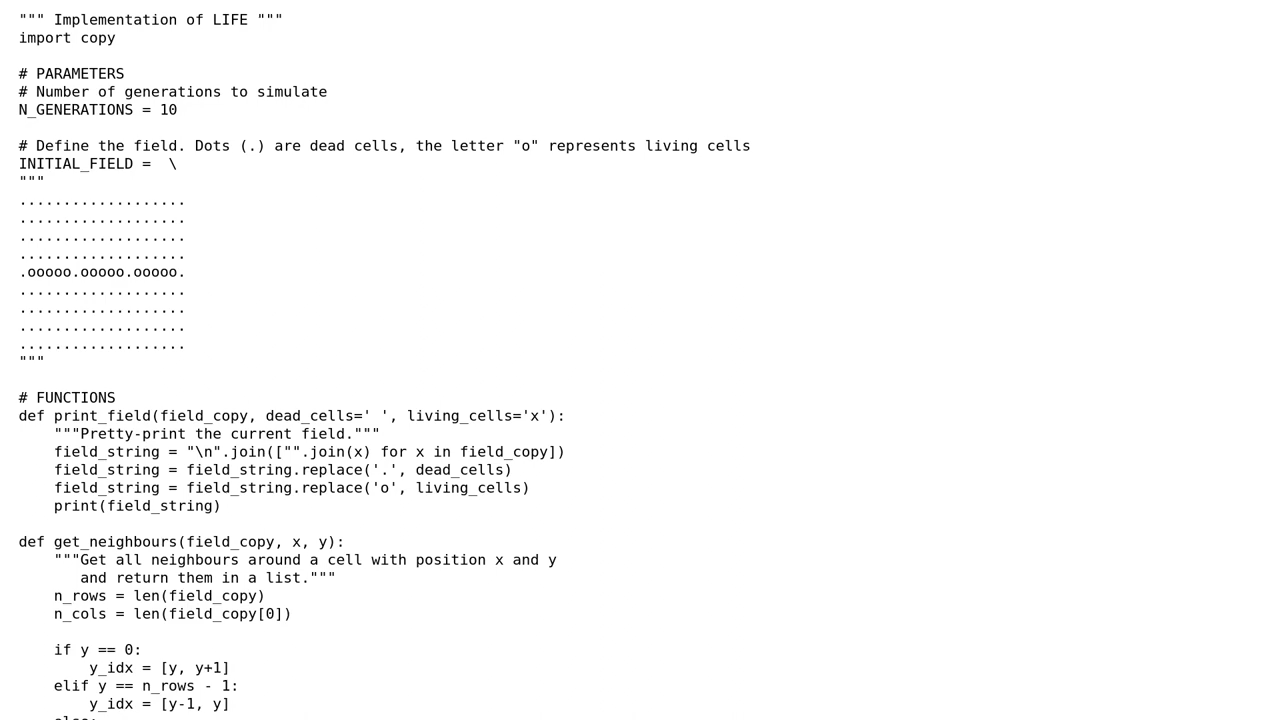 """ Implementation of LIFE """
import copy

# PARAMETERS
# Number of generations to simulate
N_GENERATIONS = 10

# Define the field. Dots (.) are dead cells, the letter "o" represents living cells
INITIAL_FIELD =  \
"""
...................
...................
...................
...................
.ooooo.ooooo.ooooo.
...................
...................
...................
...................
"""

# FUNCTIONS
def print_field(field_copy, dead_cells=' ', living_cells='x'):
    """Pretty-print the current field."""
    field_string = "\n".join(["".join(x) for x in field_copy])
    field_string = field_string.replace('.', dead_cells)
    field_string = field_string.replace('o', living_cells)
    print(field_string)

def get_neighbours(field_copy, x, y):
    """Get all neighbours around a cell with position x and y
       and return them in a list."""
    n_rows = len(field_copy)
    n_cols = len(field_copy[0])

    if y == 0:
        y_idx = [y, y+1]
    elif y == n_rows - 1:
        y_idx = [y-1, y]
    else: